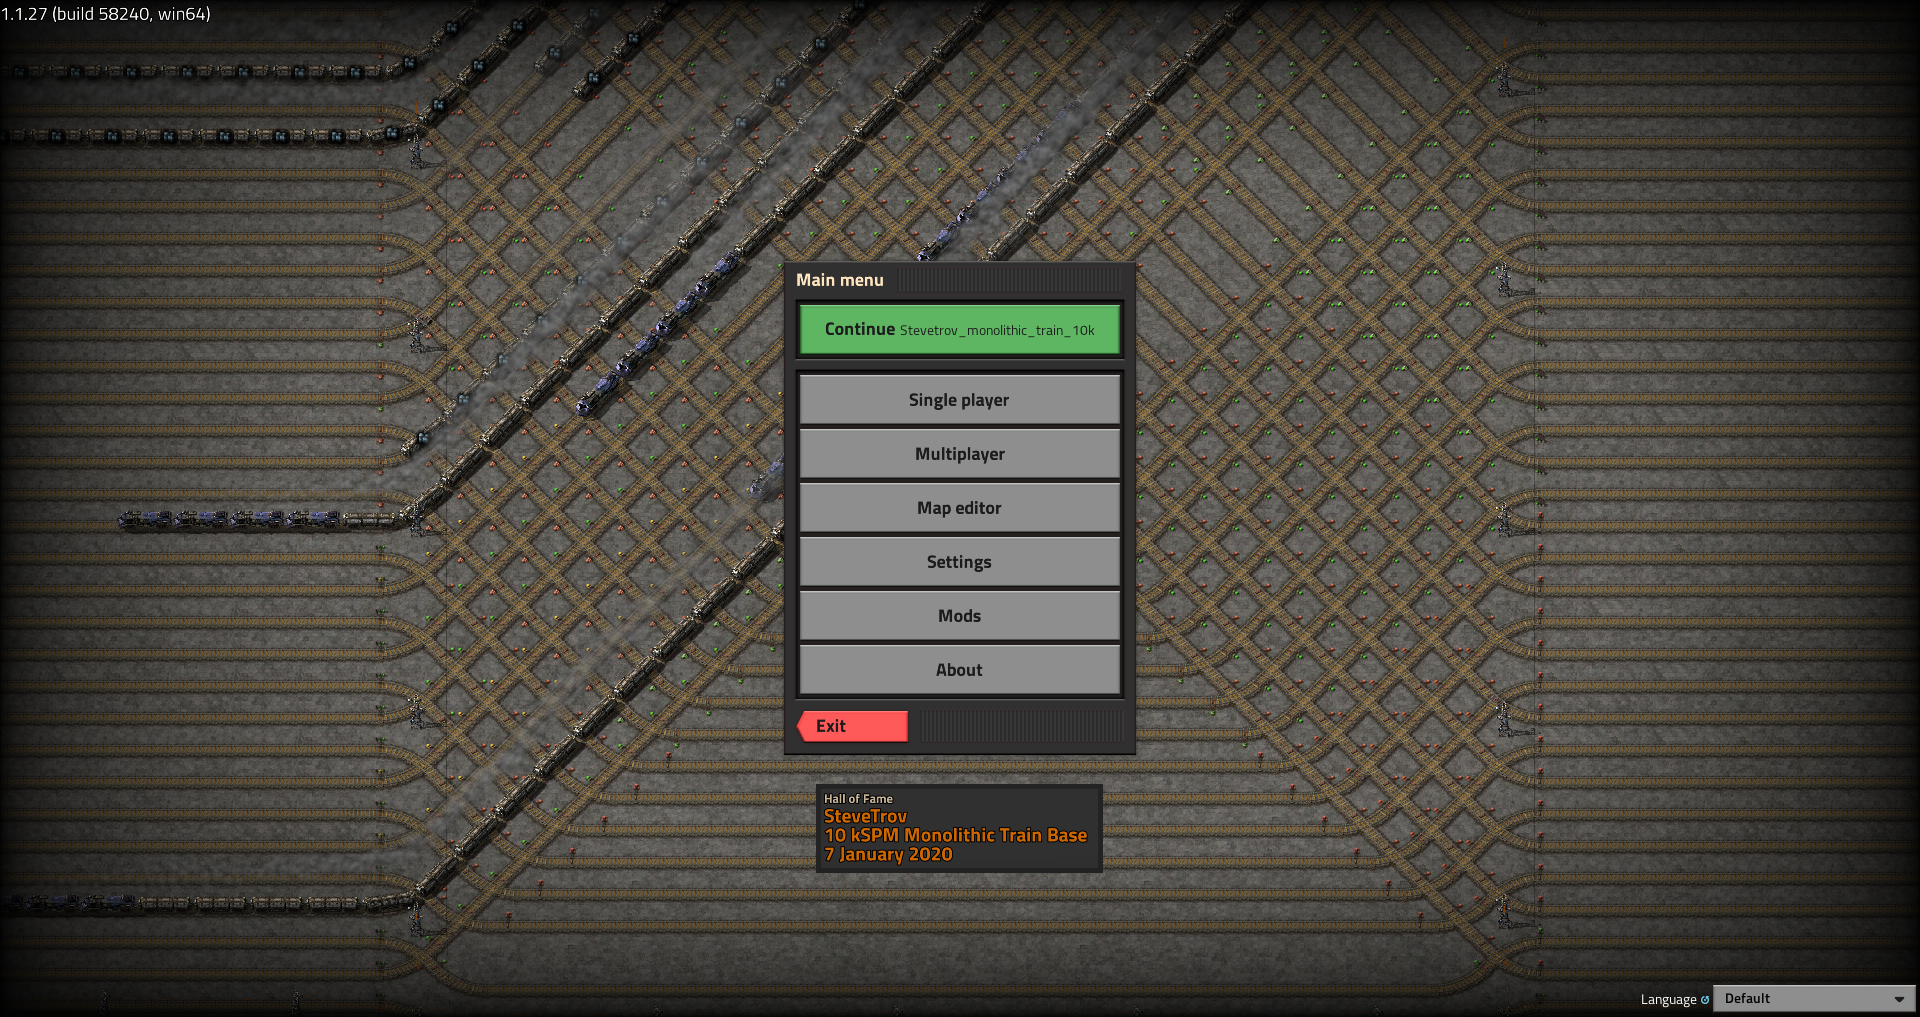 1.1.27 (build 58240, win64)
Main menu
Continue Stevetrov_monolithic_train_10k
Single player
Multiplayer
Map editor
Settings
Mods
About
Exit
Hall of Fame
SteveTrov
10 kSPM Monolithic Train Base
7 January 2020
Language
Default